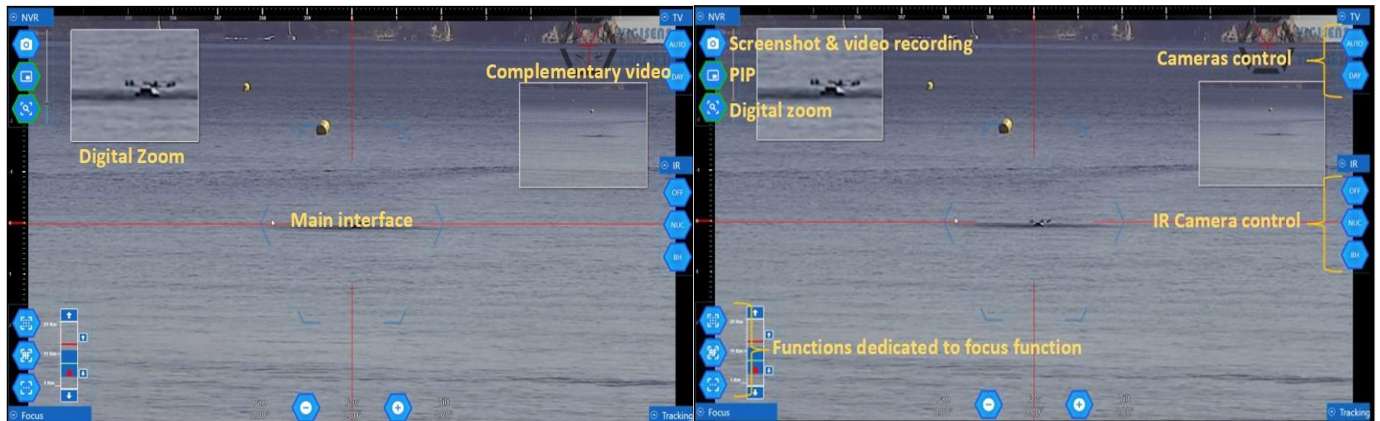 NVR
TV
AUTO
Complementary video
DAY
Digital Zoom
IR
OFF
Main interface
NUC
BH
AF
Focus
Tracking
NVR
TV
Screenshot & video recording
AUTO
Cameras control
PIP
DAY
Digital zoom
IR
OFF
IR Camera control
NUC
BH
Functions dedicated to focus function
AF
Focus
Tracking